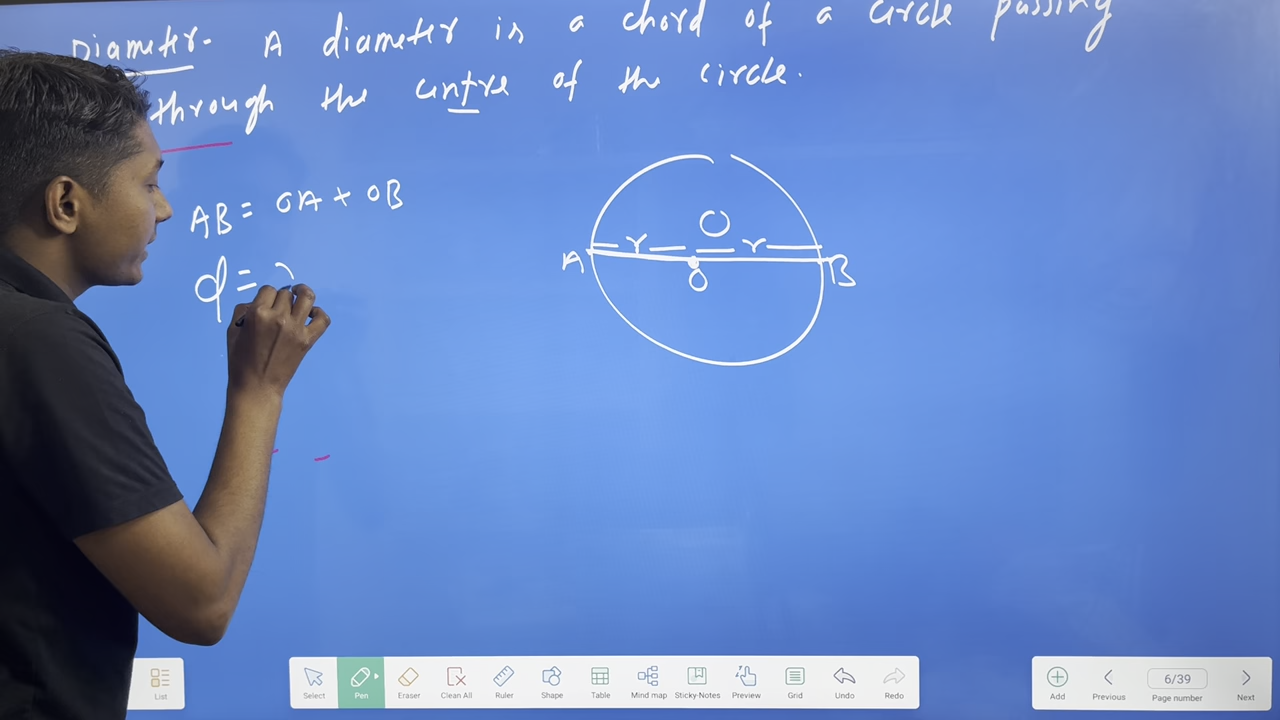 Diameter- A diameter is a chord of a circle passing
through the centre of the circle.
AB = OA + OB
d =
O
r r
A B
O
List
Select Pen Eraser Clean All Ruler Shape Table Mind map Sticky-Notes Preview Grid Undo Redo
Add Previous 6/39 Next
Page number